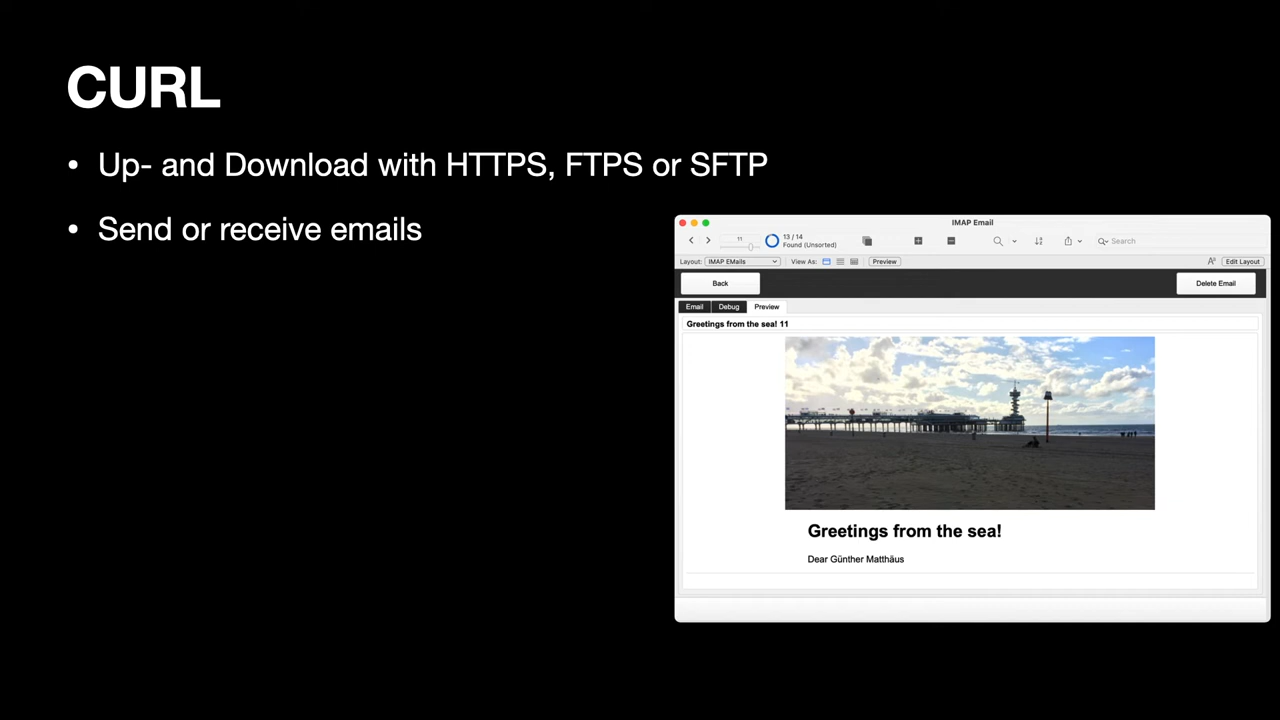 CURL
• Up- and Download with HTTPS, FTPS or SFTP
• Send or receive emails
IMAP Email
11
13 / 14
Found (Unsorted)
Search
Layout: IMAP EMails View As: Preview Edit Layout
Back Delete Email
Email Debug Preview
Greetings from the sea! 11
Greetings from the sea!
Dear Günther Matthäus